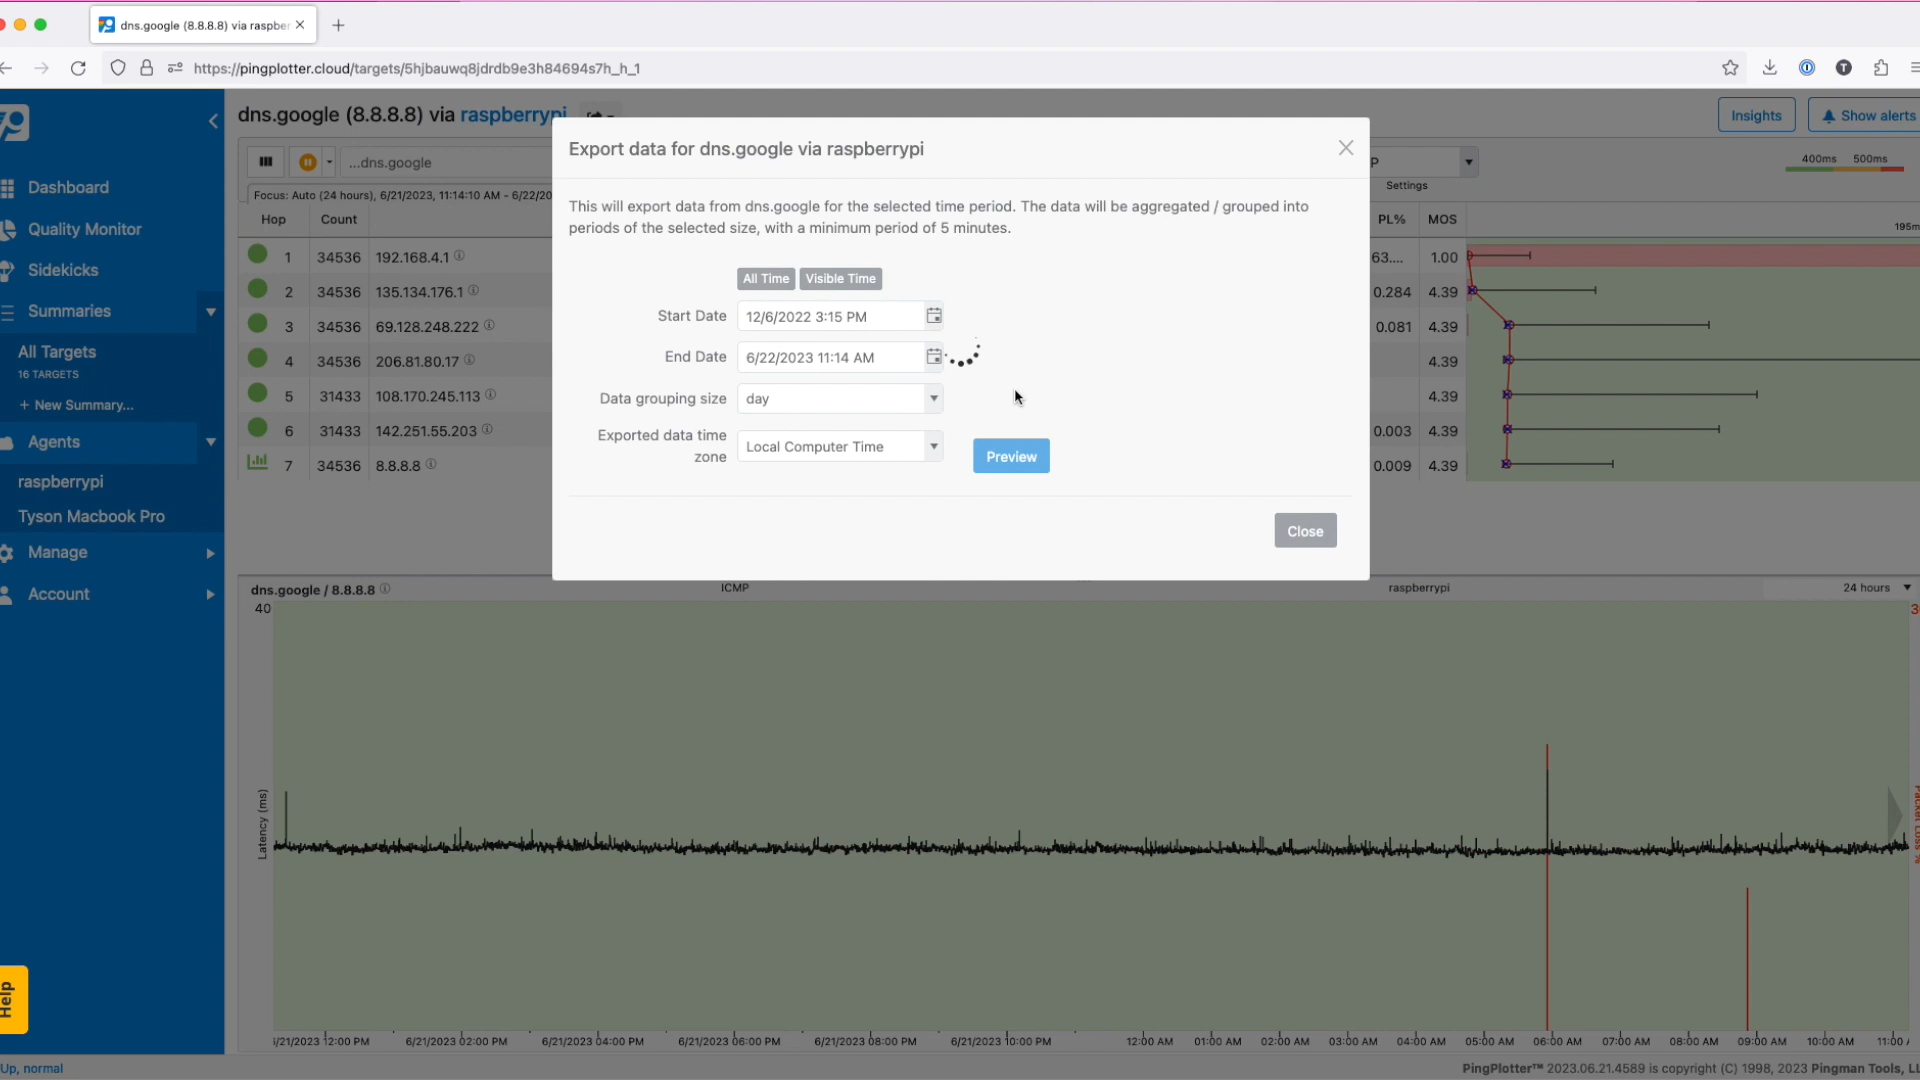 dns.google (8.8.8.8) via raspber
https://pingplotter.cloud/targets/5hjbauwq8jdrdb9e3h84694s7h_h_1
dns.google (8.8.8.8) via raspberrypi
Insights
Show alerts
Dashboard
Quality Monitor
Sidekicks
Summaries
All Targets
16 TARGETS
+ New Summary...
Agents
raspberrypi
Tyson Macbook Pro
Manage
Account
Help
Up, normal
...dns.google
P
Settings
400ms 500ms
Focus: Auto (24 hours), 6/21/2023, 11:14:10 AM - 6/22/20
Hop Count PL% MOS 195m
1 34536 192.168.4.1 63.... 1.00
2 34536 135.134.176.1 0.284 4.39
3 34536 69.128.248.222 0.081 4.39
4 34536 206.81.80.17 4.39
5 31433 108.170.245.113 4.39
6 31433 142.251.55.203 0.003 4.39
7 34536 8.8.8.8 0.009 4.39
Export data for dns.google via raspberrypi
This will export data from dns.google for the selected time period. The data will be aggregated / grouped into
periods of the selected size, with a minimum period of 5 minutes.
All Time Visible Time
Start Date 12/6/2022 3:15 PM
End Date 6/22/2023 11:14 AM
Data grouping size day
Exported data time
zone Local Computer Time
Preview
Close
dns.google / 8.8.8.8 ICMP raspberrypi 24 hours
40
Latency (ms)
Packet Loss %
/21/2023 12:00 PM 6/21/2023 02:00 PM 6/21/2023 04:00 PM 6/21/2023 06:00 PM 6/21/2023 08:00 PM 6/21/2023 10:00 PM 12:00 AM 01:00 AM 02:00 AM 03:00 AM 04:00 AM 05:00 AM 06:00 AM 07:00 AM 08:00 AM 09:00 AM 10:00 AM 11:00
PingPlotter™ 2023.06.21.4589 is copyright (C) 1998, 2023 Pingman Tools, LL